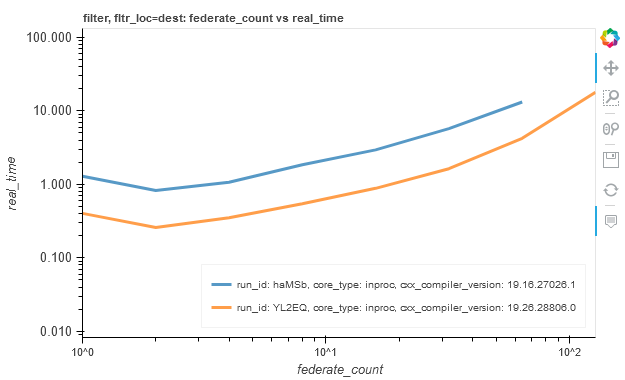 filter, fltr_loc=dest: federate_count vs real_time
100.000
10.000
1.000
0.100
0.010
real_time
run_id: haMSb, core_type: inproc, cxx_compiler_version: 19.16.27026.1
run_id: YL2EQ, core_type: inproc, cxx_compiler_version: 19.26.28806.0
10^0
10^1
10^2
federate_count